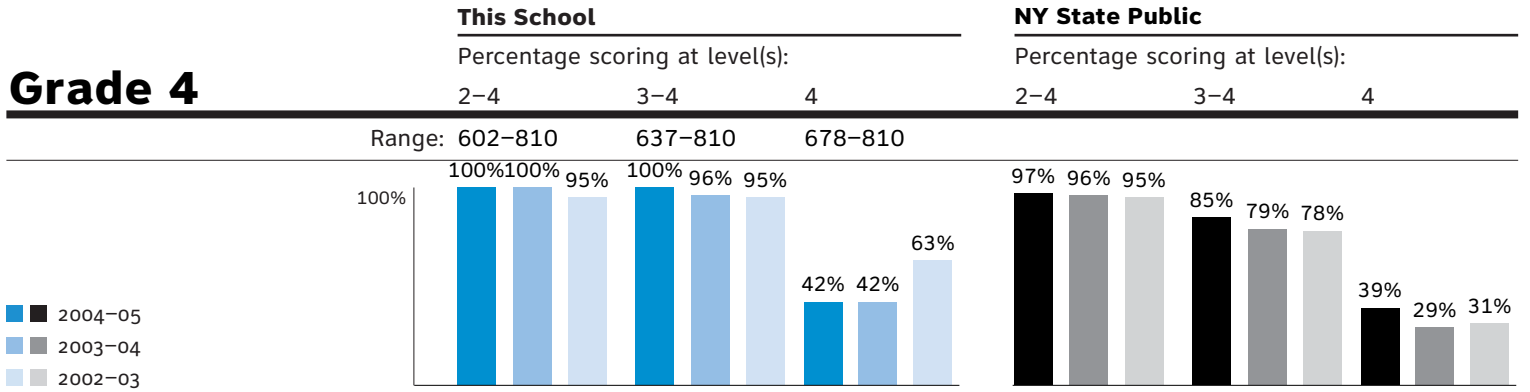 This School
NY State Public
Percentage scoring at level(s):
Percentage scoring at level(s):
Grade 4
2–4 3–4 4
2–4 3–4 4
Range: 602–810 637–810 678–810
100%
100% 100% 95% 100% 96% 95% 42% 42% 63%
97% 96% 95% 85% 79% 78% 39% 29% 31%
2004–05
2003–04
2002–03